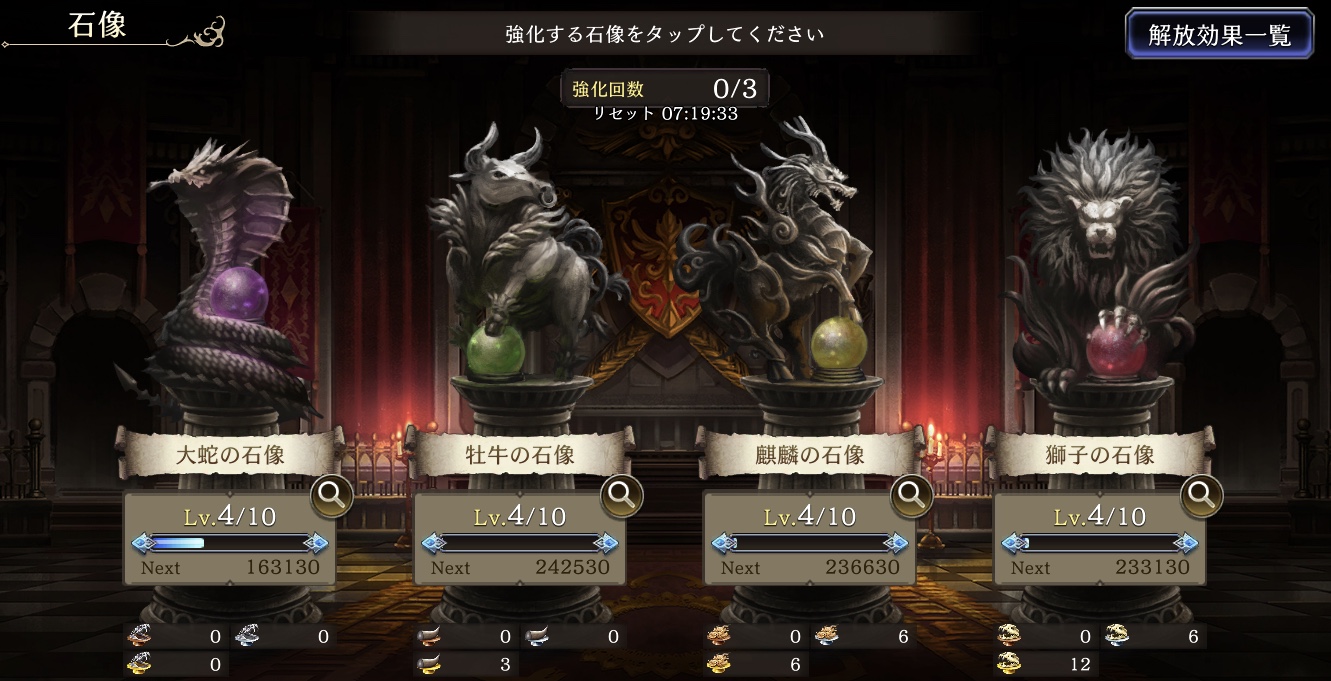 石像
強化する石像をタップしてください
解放効果一覧
強化回数 0/3
リセット 07:19:33
大蛇の石像
Lv.4/10
Next 163130
0 0
0
牡牛の石像
Lv.4/10
Next 242530
0 0
3
麒麟の石像
Lv.4/10
Next 236630
0 6
6
獅子の石像
Lv.4/10
Next 233130
0 6
12